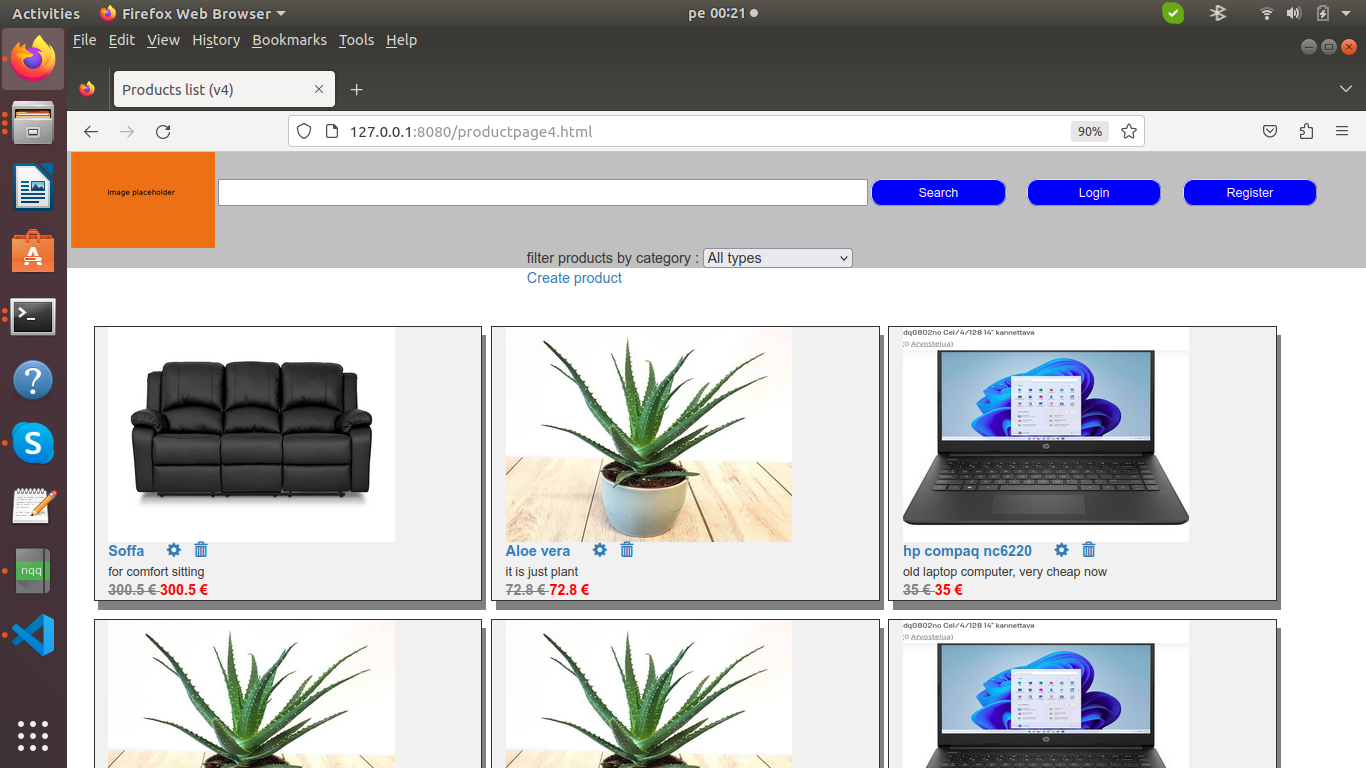 Activities Firefox Web Browser pe 00:21
File Edit View History Bookmarks Tools Help
Products list (v4)
127.0.0.1:8080/productpage4.html 90%
Image placeholder
Search Login Register
filter products by category : All types
Create product
dq0802no Cel/4/128 14" kannettava
(0 Arvostelua)
Soffa
for comfort sitting
300.5 € 300.5 €
Aloe vera
it is just plant
72.8 € 72.8 €
hp compaq nc6220
old laptop computer, very cheap now
35 € 35 €
dq0802no Cel/4/128 14" kannettava
(0 Arvostelua)
nqq